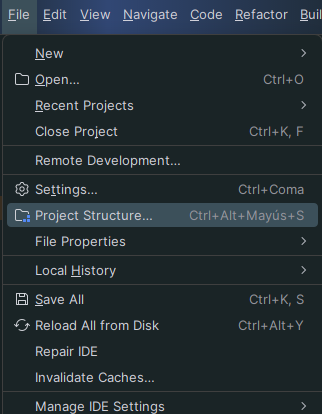 File Edit View Navigate Code Refactor Buil
New
Open... Ctrl+O
Recent Projects
Close Project Ctrl+K, F
Remote Development...
Settings... Ctrl+Coma
Project Structure... Ctrl+Alt+Mayús+S
File Properties
Local History
Save All Ctrl+K, S
Reload All from Disk Ctrl+Alt+Y
Repair IDE
Invalidate Caches...
Manage IDE Settings